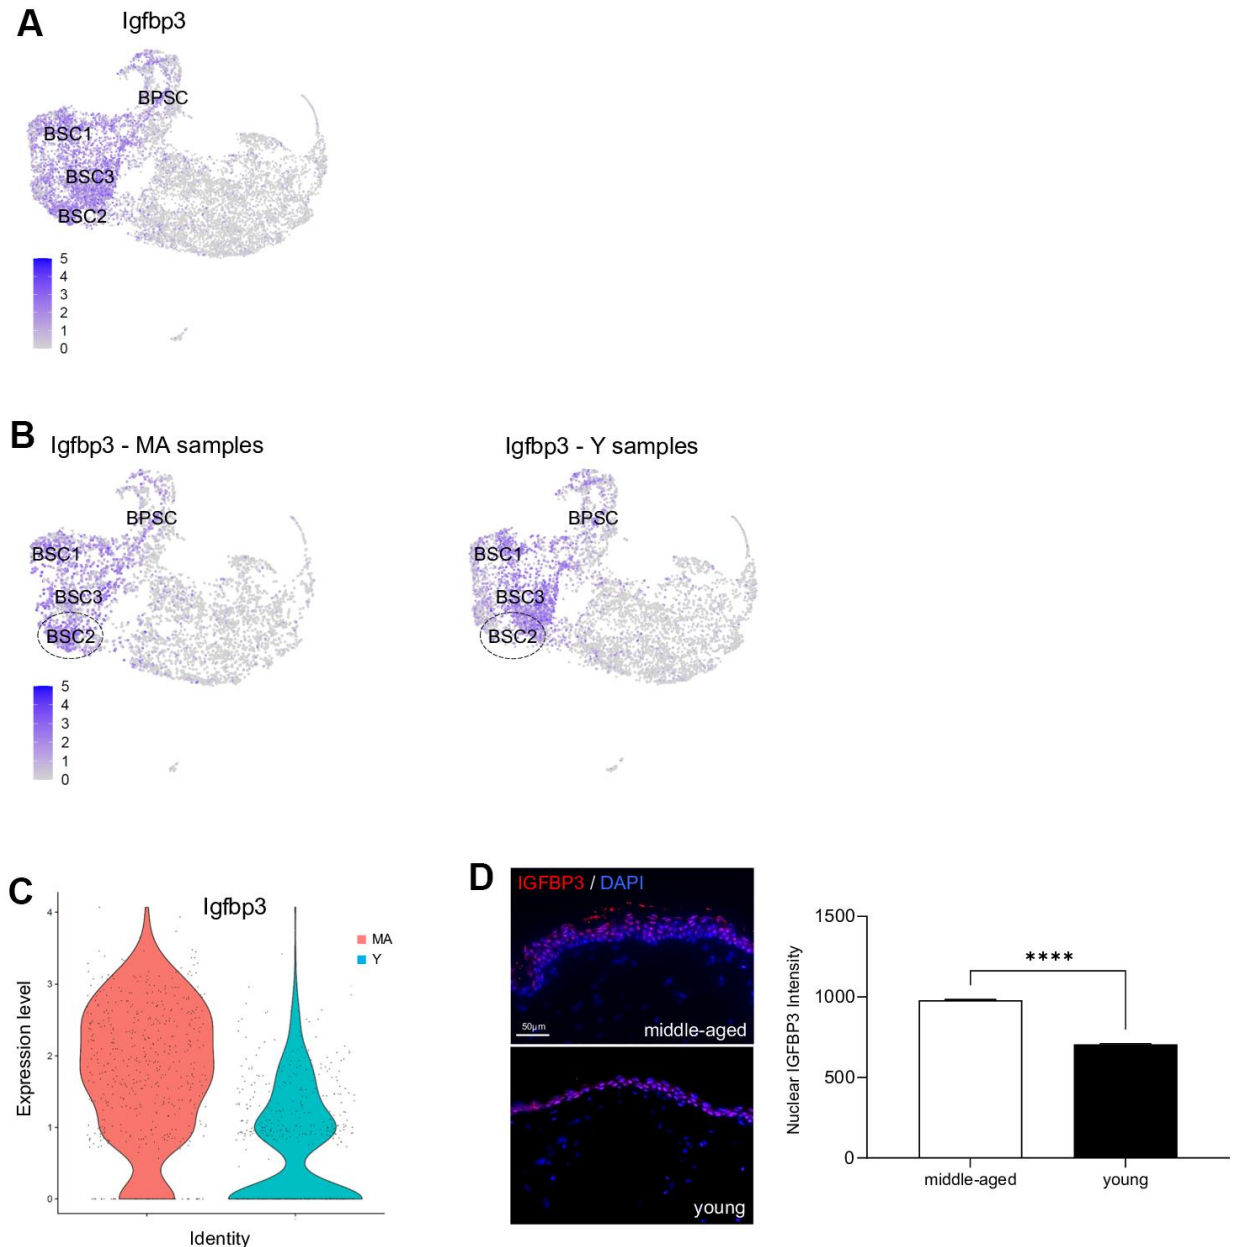 A
Igfbp3
BPSC
BSC1
BSC3
BSC2
5
4
3
2
1
0
B
Igfbp3 - MA samples
BPSC
BSC1
BSC3
BSC2
5
4
3
2
1
0
Igfbp3 - Y samples
BPSC
BSC1
BSC3
BSC2
C
Igfbp3
Expression level
4
3
2
1
0
MA
Y
Identity
D
IGFBP3 / DAPI
50µm
middle-aged
young
Nuclear IGFBP3 Intensity
1500
1000
500
0
****
middle-aged
young